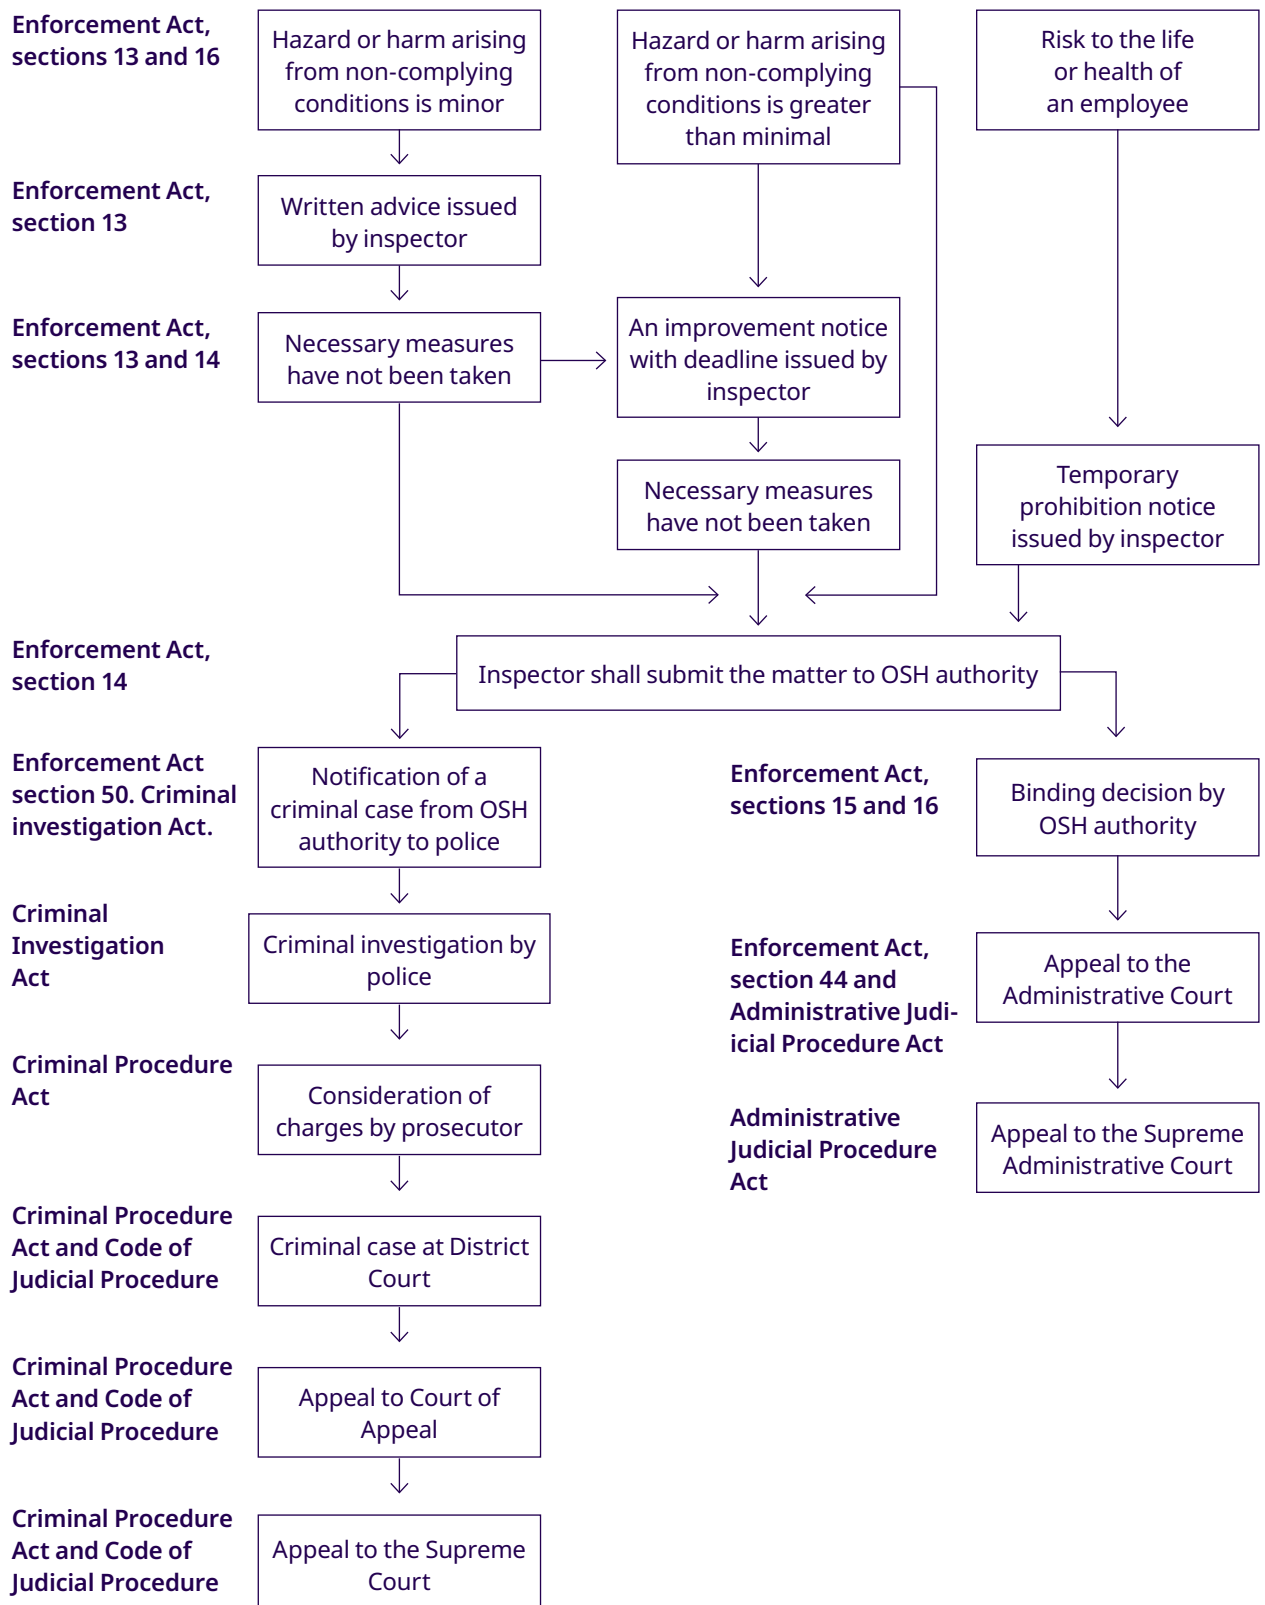 Enforcement Act,
sections 13 and 16
Hazard or harm arising
from non-complying
conditions is minor
Hazard or harm arising
from non-complying
conditions is greater
than minimal
Risk to the life
or health of
an employee
Enforcement Act,
section 13
Written advice issued
by inspector
Enforcement Act,
sections 13 and 14
Necessary measures
have not been taken
An improvement notice
with deadline issued by
inspector
Necessary measures
have not been taken
Temporary
prohibition notice
issued by inspector
Enforcement Act,
section 14
Inspector shall submit the matter to OSH authority
Enforcement Act
section 50. Criminal
investigation Act.
Notification of a
criminal case from OSH
authority to police
Enforcement Act,
sections 15 and 16
Binding decision by
OSH authority
Criminal
Investigation
Act
Criminal investigation by
police
Enforcement Act,
section 44 and
Administrative Judi-
icial Procedure Act
Appeal to the
Administrative Court
Criminal Procedure
Act
Consideration of
charges by prosecutor
Administrative
Judicial Procedure
Act
Appeal to the Supreme
Administrative Court
Criminal Procedure
Act and Code of
Judicial Procedure
Criminal case at District
Court
Criminal Procedure
Act and Code of
Judicial Procedure
Appeal to Court of
Appeal
Criminal Procedure
Act and Code of
Judicial Procedure
Appeal to the Supreme
Court